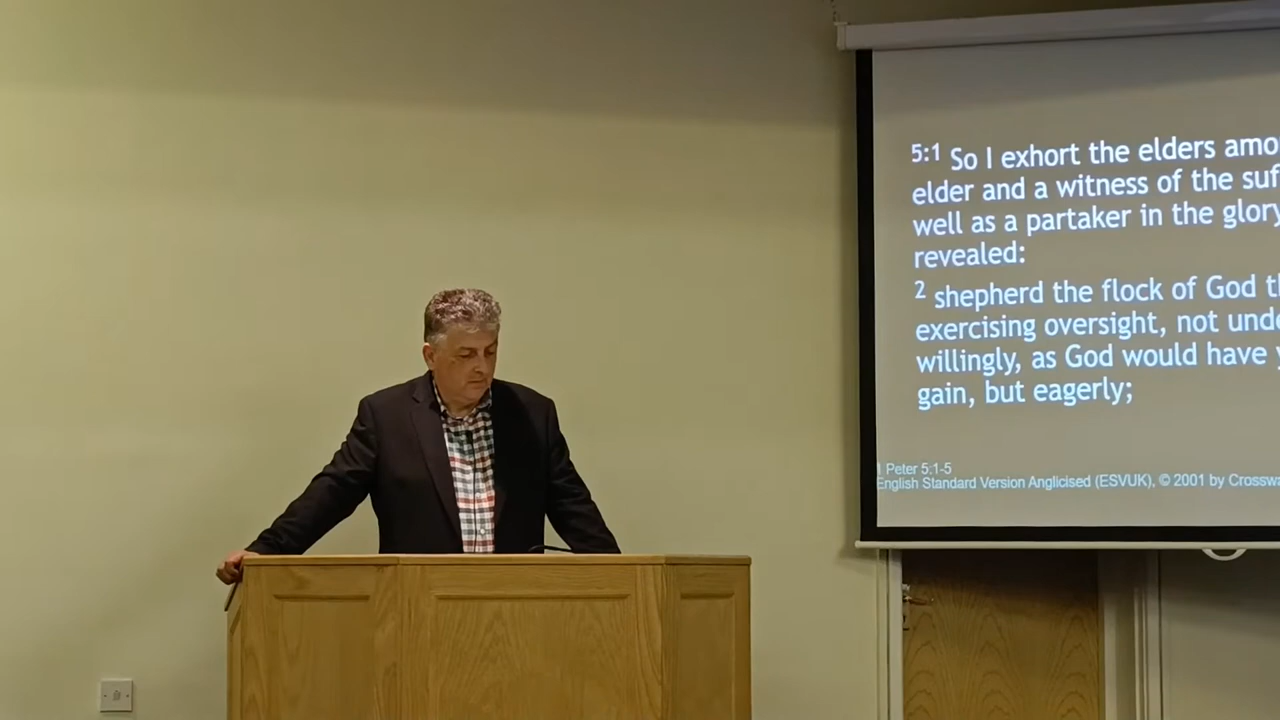 5:1 So I exhort the elders amo
elder and a witness of the suf
well as a partaker in the glory
revealed:
2 shepherd the flock of God th
exercising oversight, not unde
willingly, as God would have y
gain, but eagerly;
1 Peter 5:1-5
English Standard Version Anglicised (ESVUK), © 2001 by Crosswa